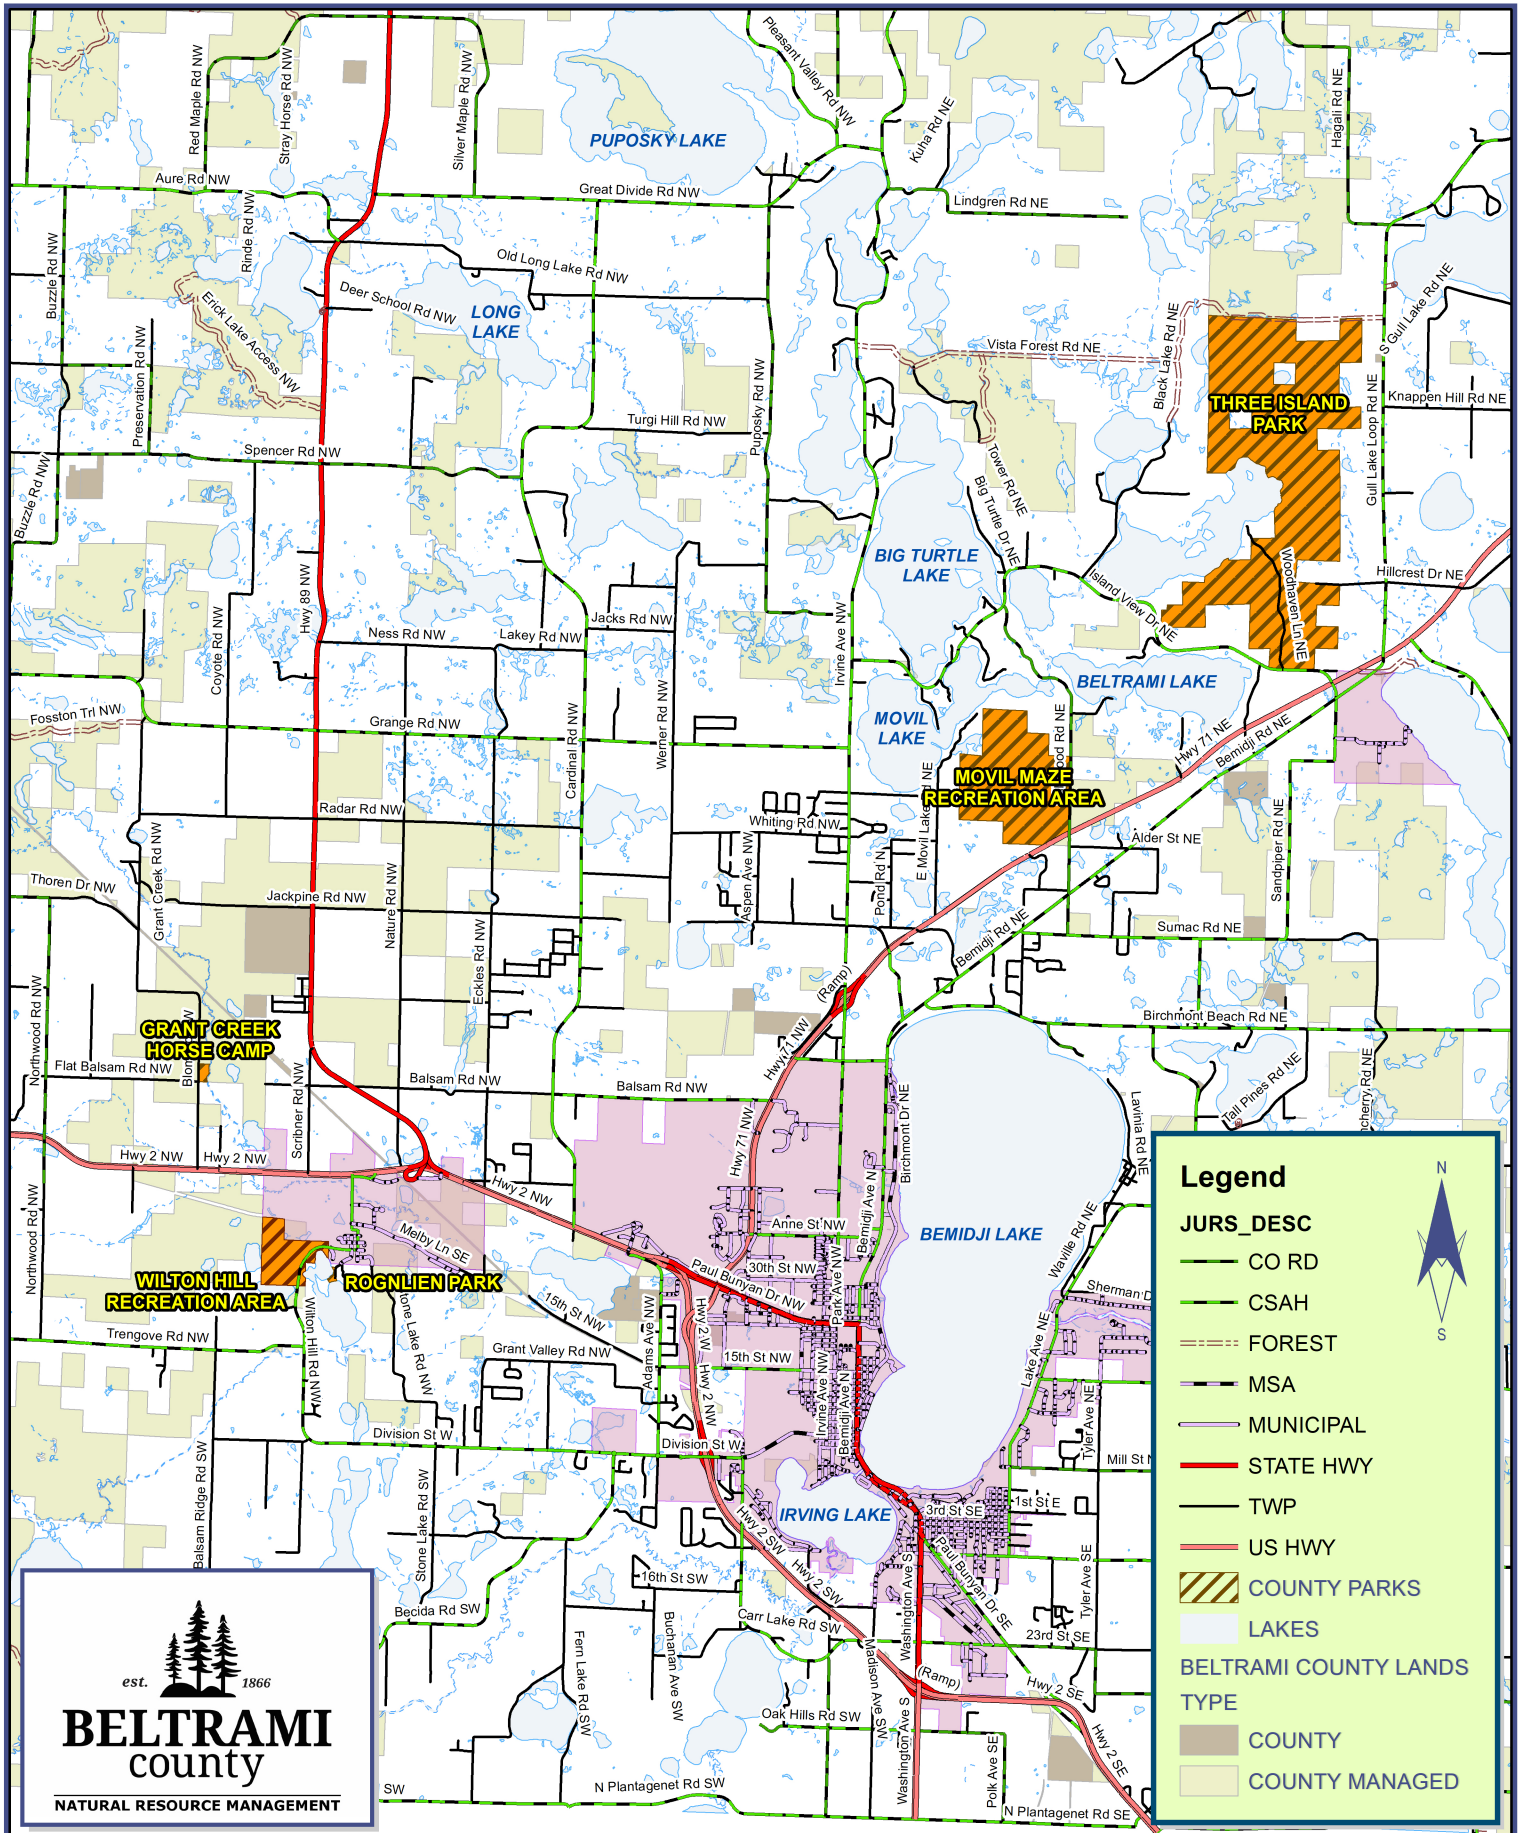 Pleasant Valley Rd NW
Red Maple Rd NW
Stray Horse Rd NW
Silver Maple Rd NW
PUPOSKY LAKE
Kuha Rd NE
Hagali Rd NE
Aure Rd NW
Great Divide Rd NW
Lindgren Rd NE
Rinde Rd NW
Buzzle Rd NW
Old Long Lake Rd NW
Deer School Rd NW
LONG
LAKE
Erick Lake Access NW
S Gull Lake Rd NE
Vista Forest Rd NE
Black Lake Rd NE
Preservation Rd NW
Puposky Rd NW
THREE ISLAND
PARK
Knappen Hill Rd NE
Gull Lake Loop Rd NE
Turgi Hill Rd NW
Spencer Rd NW
Buzzle Rd NW
Tower Rd NE
Big Turtle Dr NE
BIG TURTLE
LAKE
Island View Dr NE
Woodhaven Ln NE
Hillcrest Dr NE
Hwy 89 NW
Coyote Rd NW
Ness Rd NW
Lakey Rd NW
Jacks Rd NW
Irvine Ave NW
BELTRAMI LAKE
Fosston Trl NW
Grange Rd NW
Cardinal Rd NW
Werner Rd NW
MOVIL
LAKE
ood Rd NE
Hwy 71 NE
Bemidji Rd NE
MOVIL MAZE
RECREATION AREA
E Movil Lake Rd NE
Radar Rd NW
Whiting Rd NW
Alder St NE
Sandpiper Rd NE
Grant Creek Rd NW
Thoren Dr NW
Jackpine Rd NW
Nature Rd NW
Aspen Ave NW
Pond Rd N
Eckles Rd NW
Bemidji Rd NE
Sumac Rd NE
(Ramp)
Northwood Rd NW
GRANT CREEK
HORSE CAMP
Hwy 71 NW
Birchmont Beach Rd NE
Flat Balsam Rd NW
Scribner Rd NW
Balsam Rd NW
Balsam Rd NW
Birchmont Dr NE
Lavinia Rd NE
Tall Pines Rd NE
ncherry Rd NE
Hwy 71 NW
Hwy 2 NW
Hwy 2 NW
Hwy 2 NW
Northwood Rd NW
Melby Ln SE
Anne St NW
Bemidji Ave N
BEMIDJI LAKE
Waville Rd NE
30th St NW
Paul Bunyan Dr NW
Park Ave NW
WILTON HILL
RECREATION AREA
ROGNLIEN PARK
Sherman D
15th St NW
Hwy 2 W
Trengove Rd NW
Wilton Hill Rd NW
tone Lake Rd NW
Grant Valley Rd NW
Adams Ave NW
15th St NW
Lake Ave NE
Hwy 2 NW
Irvine Ave NW
Bemidji Ave N
Tyler Ave NE
Division St W
Division St W
Mill St N
Balsam Ridge Rd SW
Stone Lake Rd SW
IRVING LAKE
3rd St SE
1st St E
Hwy 2 SW
Hwy 2 SW
Paul Bunyan Dr SE
Washington Ave S
Tyler Ave SE
16th St SW
Becida Rd SW
Carr Lake Rd SW
23rd St SE
Fern Lake Rd SW
Buchanan Ave SW
Madison Ave SW
(Ramp)
Hwy 2 SE
Oak Hills Rd SW
Washington Ave S
Polk Ave SE
Hwy 2 SE
SW
N Plantagenet Rd SW
N Plantagenet Rd SE
Legend
N
S
JURS_DESC
CO RD
CSAH
FOREST
MSA
MUNICIPAL
STATE HWY
TWP
US HWY
COUNTY PARKS
LAKES
BELTRAMI COUNTY LANDS
TYPE
COUNTY
COUNTY MANAGED
est. 1866
BELTRAMI
county
NATURAL RESOURCE MANAGEMENT